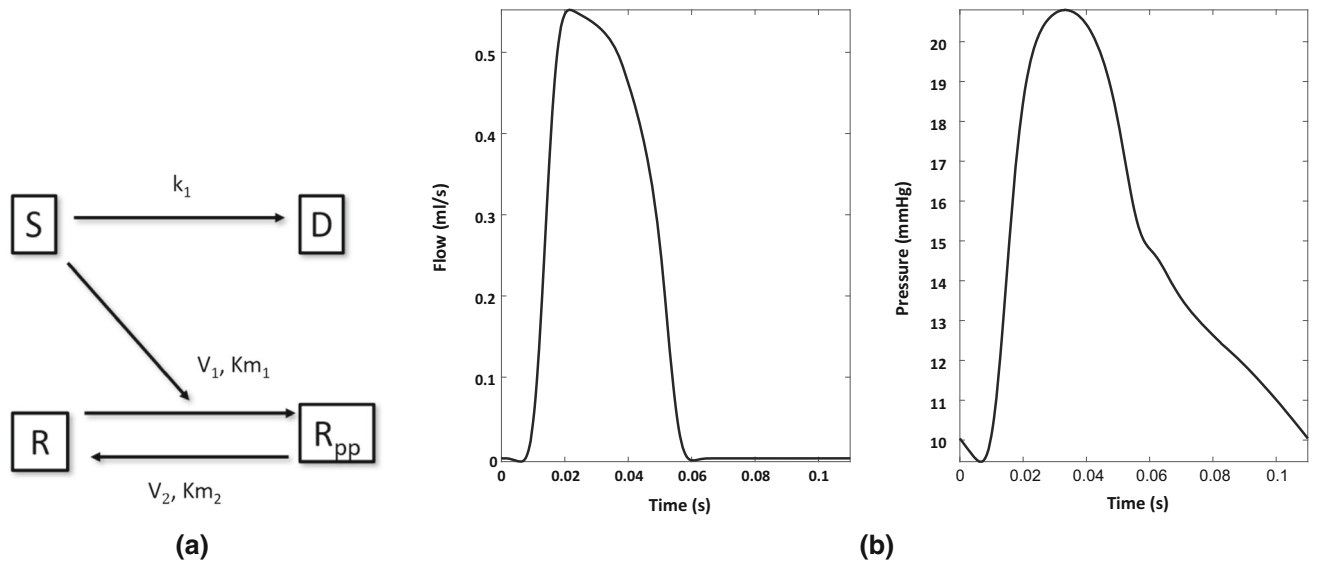 S
k1
D
V1, Km1
R
Rpp
V2, Km2
(a)
Flow (ml/s)
0.5
0.4
0.3
0.2
0.1
0
0 0.02 0.04 0.06 0.08 0.1
Time (s)
Pressure (mmHg)
20
19
18
17
16
15
14
13
12
11
10
0 0.02 0.04 0.06 0.08 0.1
Time (s)
(b)